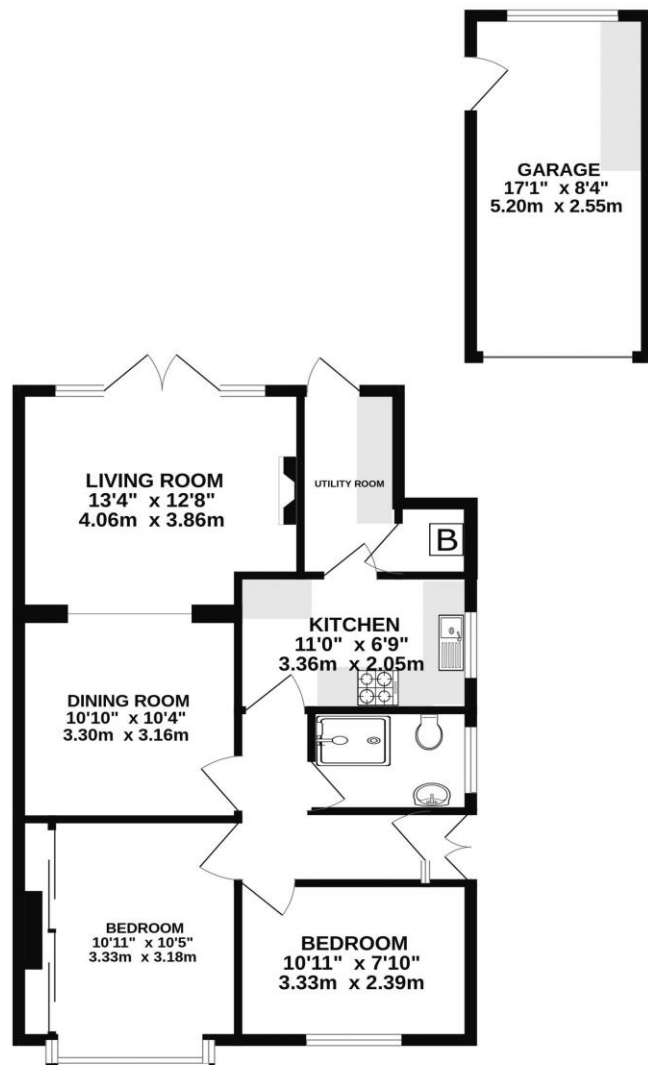 GARAGE
17'1" x 8'4"
5.20m x 2.55m
LIVING ROOM
13'4" x 12'8"
4.06m x 3.86m
UTILITY ROOM
B
KITCHEN
11'0" x 6'9"
3.36m x 2.05m
DINING ROOM
10'10" x 10'4"
3.30m x 3.16m
BEDROOM
10'11" x 10'5"
3.33m x 3.18m
BEDROOM
10'11" x 7'10"
3.33m x 2.39m